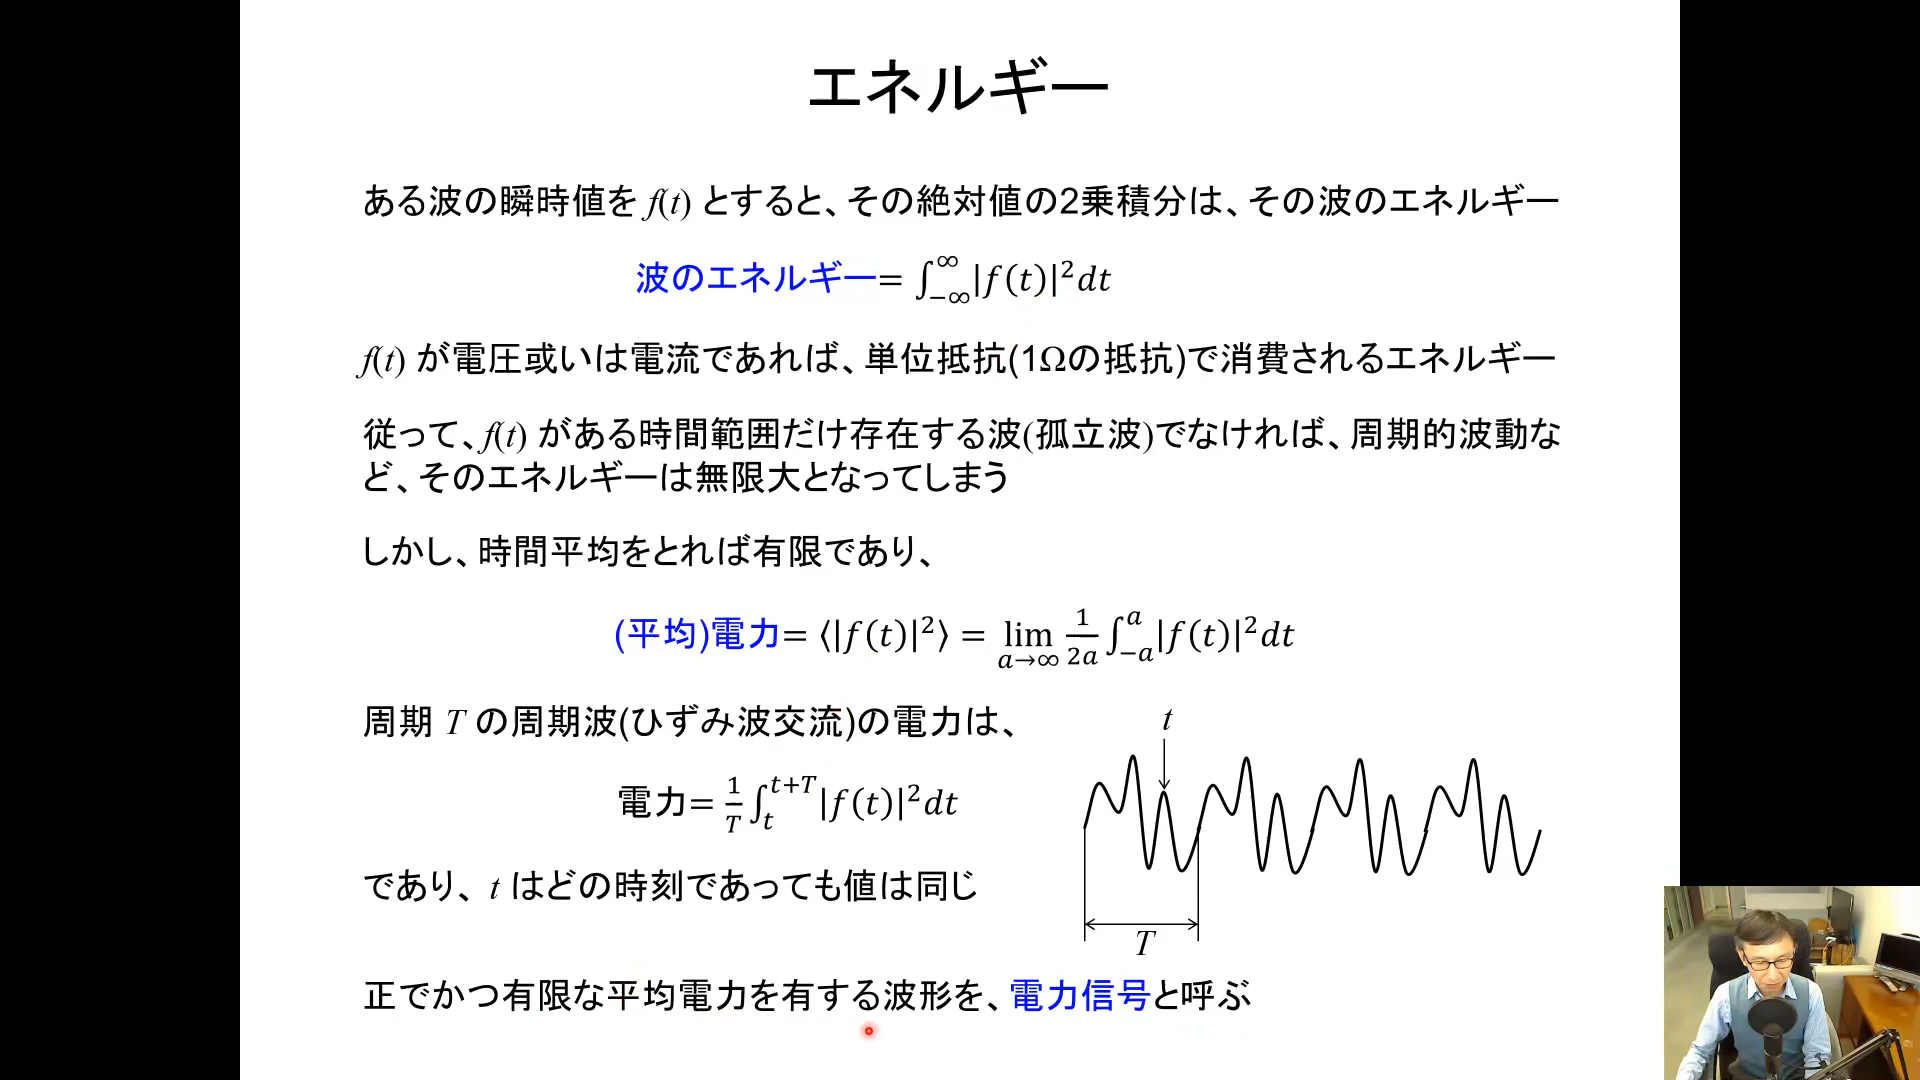 エネルギー
ある波の瞬時値を f(t) とすると、その絶対値の2乗積分は、その波のエネルギー
波のエネルギー= ∫_{-∞}^{∞}|f(t)|²dt
f(t) が電圧或いは電流であれば、単位抵抗(1Ωの抵抗)で消費されるエネルギー
従って、f(t) がある時間範囲だけ存在する波(孤立波)でなければ、周期的波動な
ど、そのエネルギーは無限大となってしまう
しかし、時間平均をとれば有限であり、
(平均)電力= ⟨|f(t)|²⟩ = lim_{a→∞} \frac{1}{2a} ∫_{-a}^{a}|f(t)|²dt
周期 T の周期波(ひずみ波交流)の電力は、
電力= \frac{1}{T} ∫_{t}^{t+T}|f(t)|²dt
であり、t はどの時刻であっても値は同じ
t
T
正でかつ有限な平均電力を有する波形を、電力信号と呼ぶ